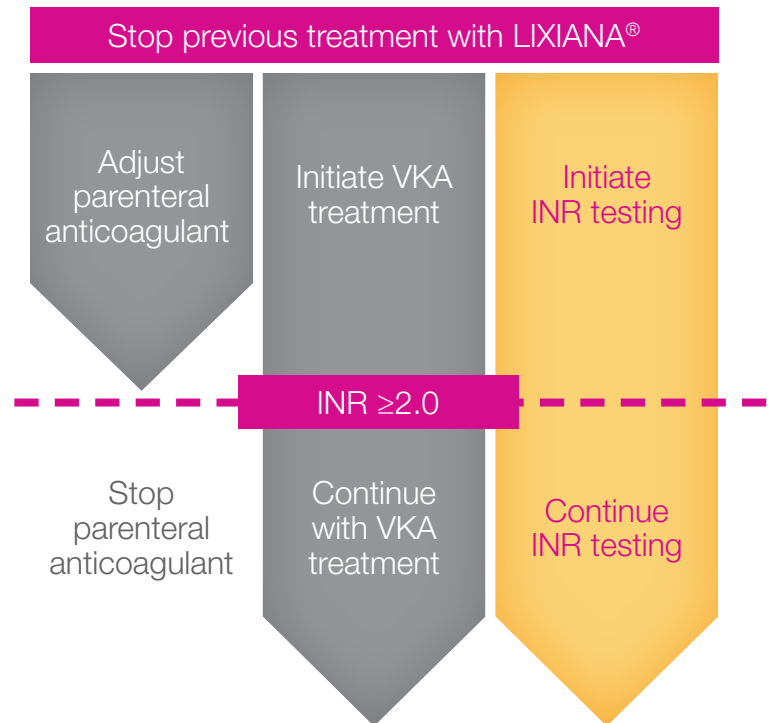 Stop previous treatment with LIXIANA®
Adjust
parenteral
anticoagulant
Initiate VKA
treatment
Initiate
INR testing
INR ≥2.0
Stop
parenteral
anticoagulant
Continue
with VKA
treatment
Continue
INR testing